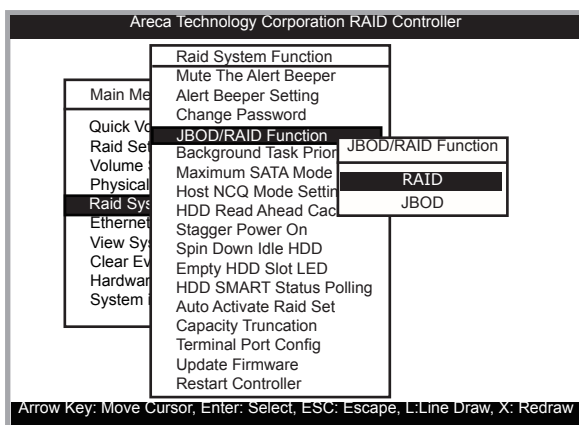 Areca Technology Corporation RAID Controller
Main Me
Quick Vo
Raid Set
Volume
Physical
Raid Sys
Ethernet
View Sys
Clear Ev
Hardwar
System i
Raid System Function
Mute The Alert Beeper
Alert Beeper Setting
Change Password
JBOD/RAID Function
Background Task Prior
Maximum SATA Mode
Host NCQ Mode Settin
HDD Read Ahead Cac
Stagger Power On
Spin Down Idle HDD
Empty HDD Slot LED
HDD SMART Status Polling
Auto Activate Raid Set
Capacity Truncation
Terminal Port Config
Update Firmware
Restart Controller
JBOD/RAID Function
RAID
JBOD
Arrow Key: Move Cursor, Enter: Select, ESC: Escape, L:Line Draw, X: Redraw